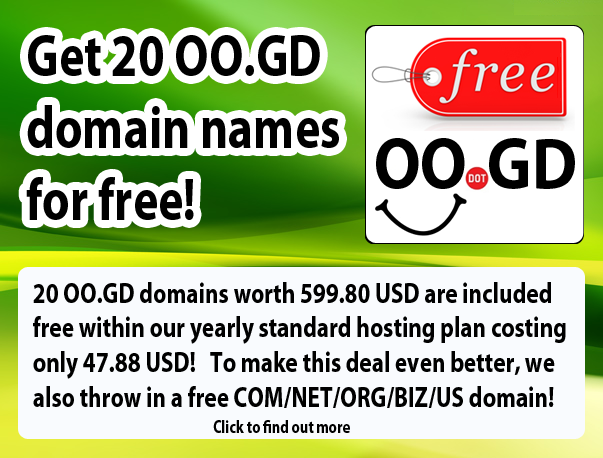 Get 20 OO.GD
domain names
for free!
free
OO DOT GD
20 OO.GD domains worth 599.80 USD are included
free within our yearly standard hosting plan costing
only 47.88 USD! To make this deal even better, we
also throw in a free COM/NET/ORG/BIZ/US domain!
Click to find out more